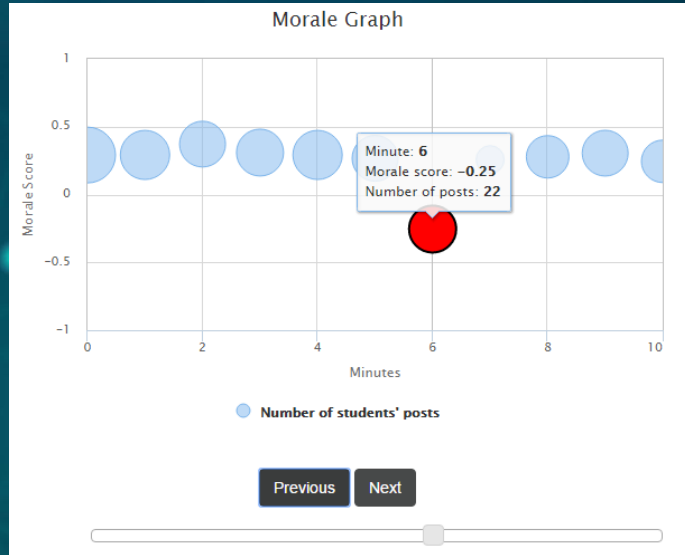 Morale Graph
1
0.5
0
−0.5
−1
Morale Score
Minute: 6
Morale score: −0.25
Number of posts: 22
0 2 4 6 8 10
Minutes
Number of students' posts
Previous Next